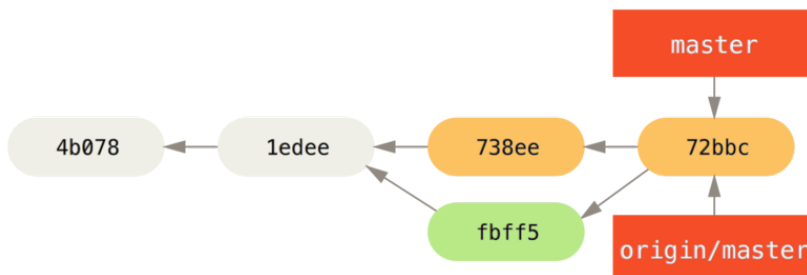 master
4b078
1edee
738ee
72bbc
fbff5
origin/master